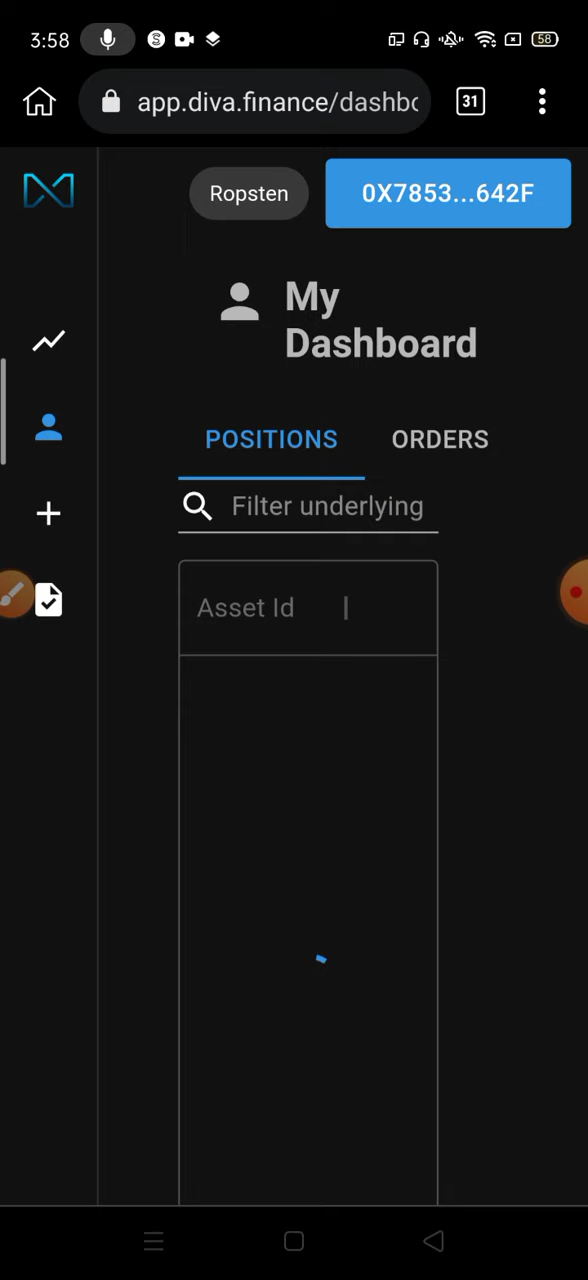 3:58
58
app.diva.finance/dashbo
31
Ropsten
0X7853...642F
My
Dashboard
POSITIONS
ORDERS
Filter underlying
Asset Id